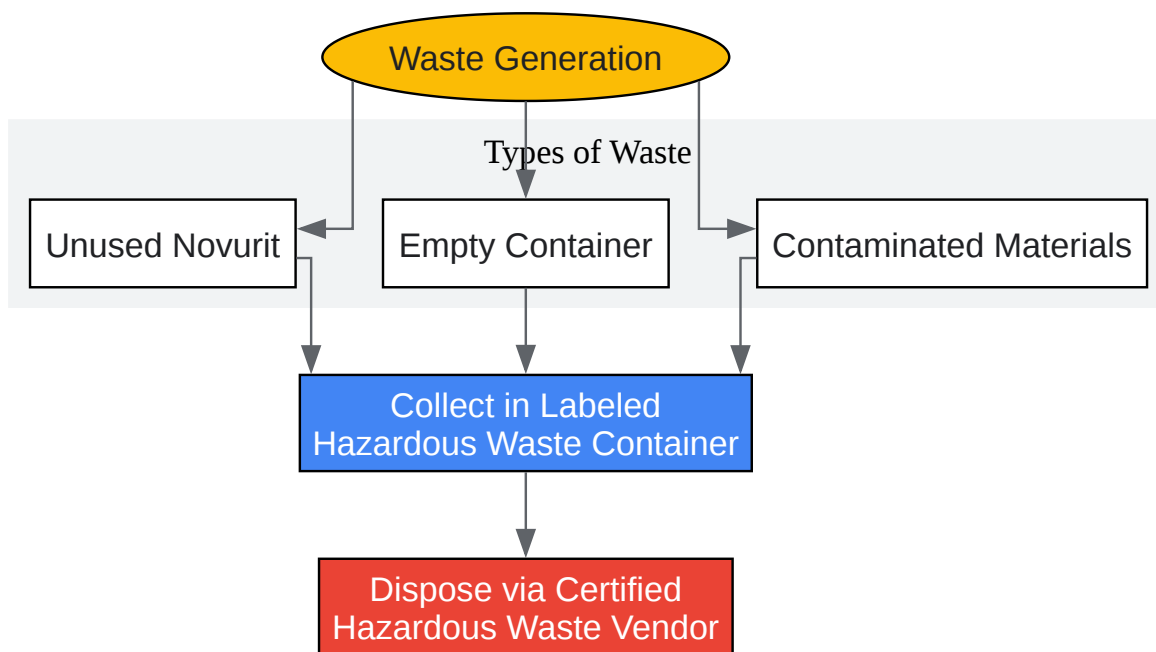 Waste Generation
Types of Waste
Unused Novurit
Empty Container
Contaminated Materials
Collect in Labeled
Hazardous Waste Container
Dispose via Certified
Hazardous Waste Vendor